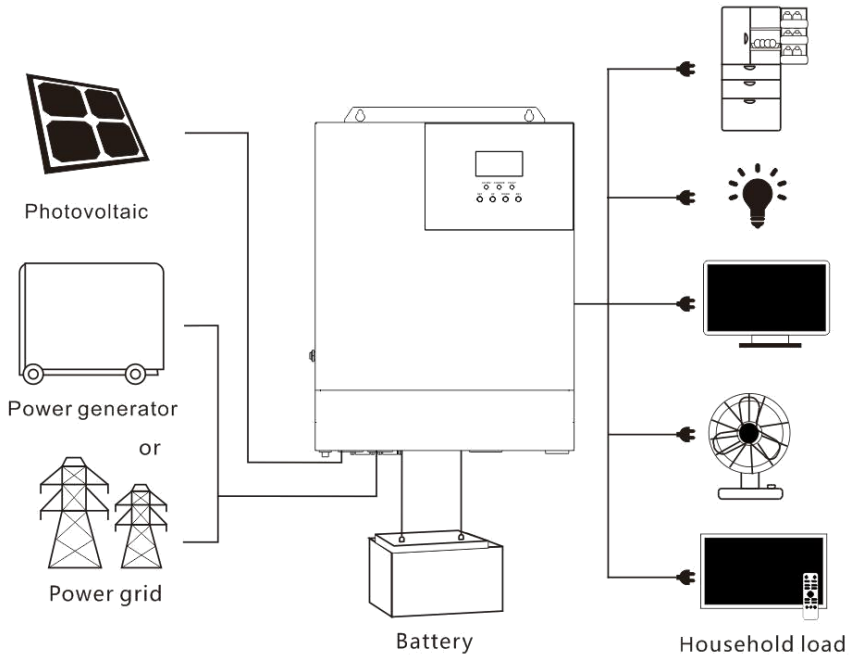 Photovoltaic
Power generator
or
Power grid
Battery
Household load